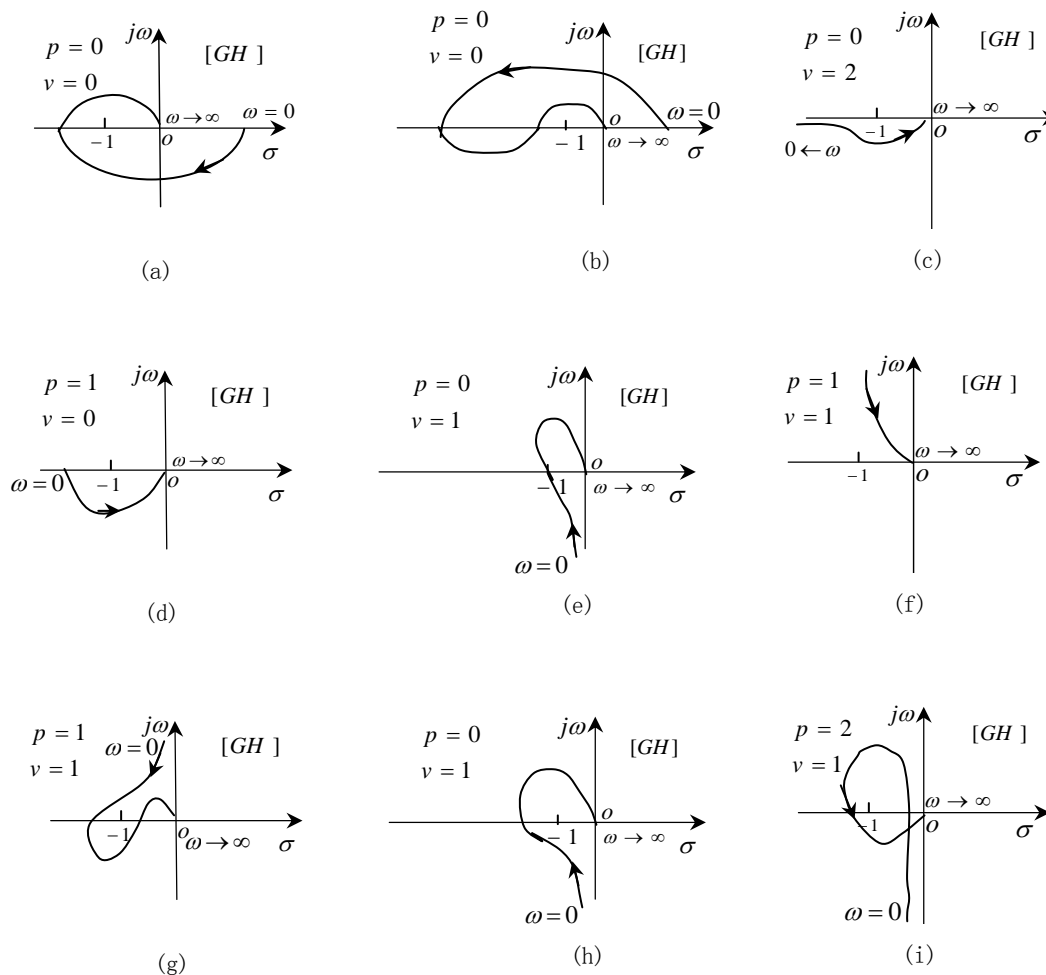 p = 0
v = 0
jω
[GH ]
ω→∞
ω=0
−1
o
σ
(a)
p = 0
v = 0
jω
[GH]
ω=0
o
−1
ω→∞
σ
(b)
p = 0
v = 2
jω
[GH ]
ω→∞
−1
o
0←ω
σ
(c)
p = 1
v = 0
jω
[GH ]
ω→∞
ω=0
−1
o
σ
(d)
p = 0
v = 1
jω
[GH]
o
−1
ω→∞
σ
ω=0
(e)
p = 1
v = 1
jω
[GH ]
ω→∞
−1
o
σ
(f)
p = 1
v = 1
jω
ω=0
[GH ]
−1
o
ω→∞
σ
(g)
p = 0
v = 1
jω
[GH]
o
−1
ω→∞
σ
ω=0
(h)
p = 2
v = 1
jω
[GH ]
ω→∞
−1
o
σ
ω=0
(i)